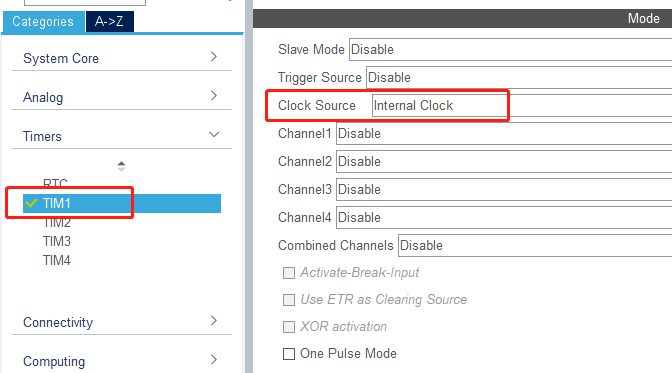 Categories A->Z
System Core
Analog
Timers
RTC
TIM1
TIM2
TIM3
TIM4
Connectivity
Computing
Mode
Slave Mode Disable
Trigger Source Disable
Clock Source Internal Clock
Channel1 Disable
Channel2 Disable
Channel3 Disable
Channel4 Disable
Combined Channels Disable
Activate-Break-Input
Use ETR as Clearing Source
XOR activation
One Pulse Mode